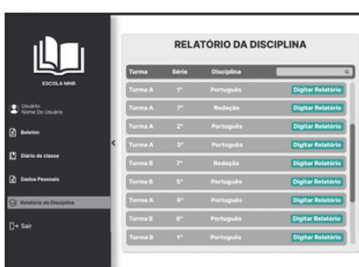 ESCOLA MHR
Usuário:
Nome Do Usuário
Boletim
Diário de classe
Dados Pessoais
Relatório da Disciplina
Sair
RELATÓRIO DA DISCIPLINA
Turma Série Disciplina
Turma A 1° Português Digitar Relatório
Turma A 7° Redação Digitar Relatório
Turma A 2° Português Digitar Relatório
Turma A 3° Português Digitar Relatório
Turma B 7° Redação Digitar Relatório
Turma B 5° Português Digitar Relatório
Turma A 6° Português Digitar Relatório
Turma B 6° Português Digitar Relatório
Turma B 1° Português Digitar Relatório